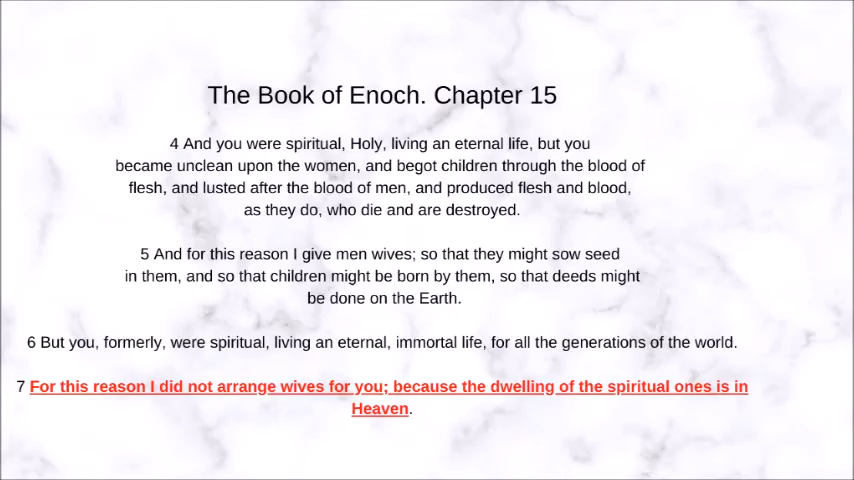 The Book of Enoch. Chapter 15
4 And you were spiritual, Holy, living an eternal life, but you
became unclean upon the women, and begot children through the blood of
flesh, and lusted after the blood of men, and produced flesh and blood,
as they do, who die and are destroyed.
5 And for this reason I give men wives; so that they might sow seed
in them, and so that children might be born by them, so that deeds might
be done on the Earth.
6 But you, formerly, were spiritual, living an eternal, immortal life, for all the generations of the world.
7 For this reason I did not arrange wives for you; because the dwelling of the spiritual ones is in
Heaven.